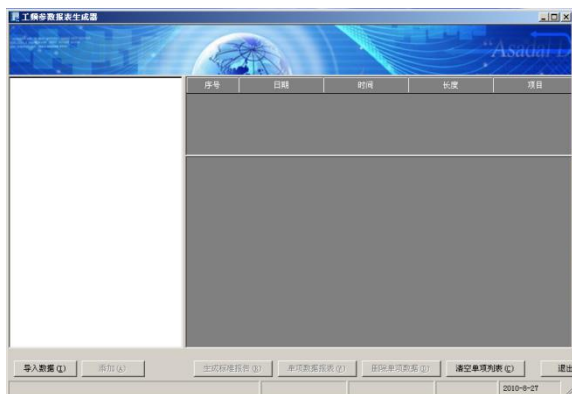 工频参数报表生成器
Asadal
序号 日期 时间 长度 项目
导入数据(I) 添加(A) 生成标准报告(B) 单项数据报表(V) 删除单项数据(D) 清空单项列表(C) 退出
2010-8-27